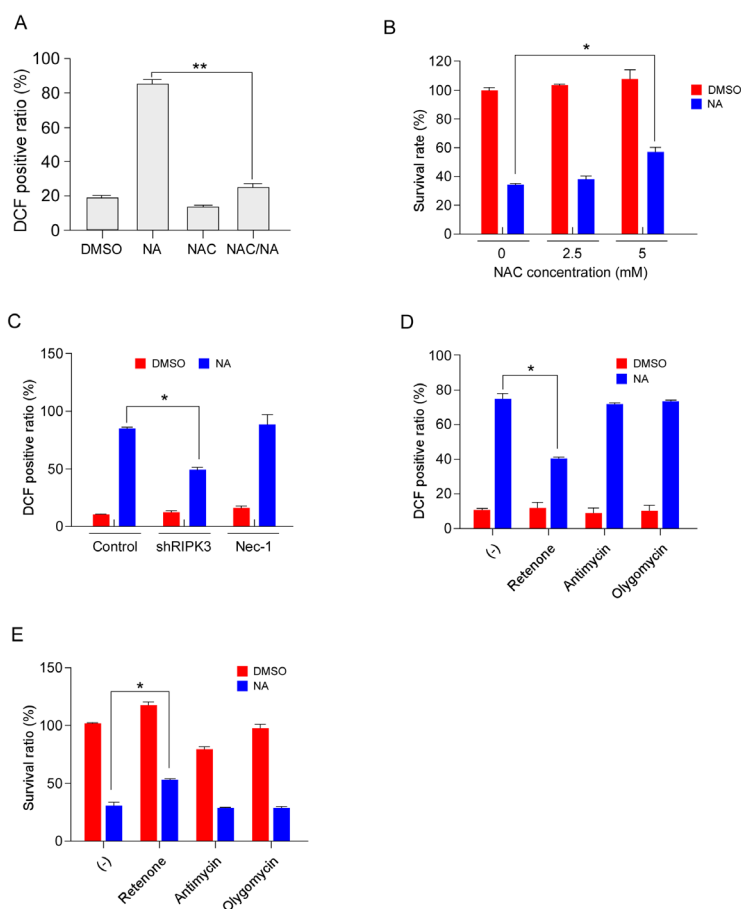 A
DCF positive ratio (%)
100
80
60
40
20
0
**
DMSO
NA
NAC
NAC/NA
B
Survival rate (%)
120
100
80
60
40
20
0
*
DMSO
NA
0
2.5
5
NAC concentration (mM)
C
DCF positive ratio (%)
150
100
50
0
DMSO
NA
*
Control
shRIPK3
Nec-1
D
DCF positive ratio (%)
100
80
60
40
20
0
DMSO
NA
*
(-)
Retenone
Antimycin
Olygomycin
E
Survival ratio (%)
150
100
50
0
DMSO
NA
*
(-)
Retenone
Antimycin
Olygomycin